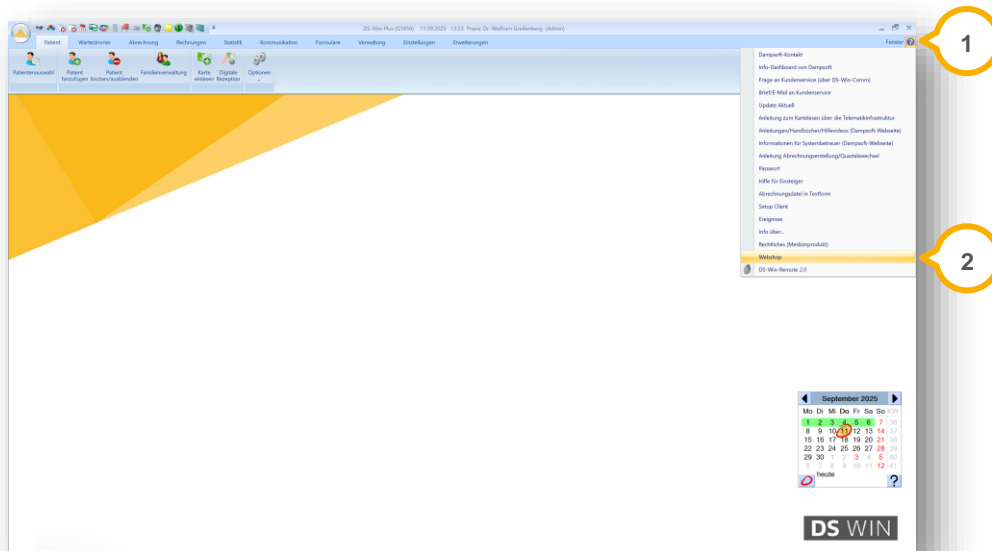 DS-Win-Plus (G1856) 11.09.2025 13:23 Praxis Dr. Wolfram Greifenberg (Admin)
Patient Wartezimmer Abrechnung Rechnungen Statistik Kommunikation Formulare Verwaltung Einstellungen Erweiterungen Fenster
Patientenauswahl Patient hinzufügen Patient löschen/ausblenden Familienverwaltung Karte einlesen Digitale Reception Optionen
1
Dampsoft-Kontakt
Info-Dashboard von Dampsoft
Frage an Kundenservice (über DS-Win-Comm)
Brief/E-Mail an Kundenservice
Update Aktuell
Anleitung zum Kartelesen über die Telematikinfrastruktur
Anleitungen/Handbücher/Hilfevideos (Dampsoft-Webseite)
Informationen für Systembetreuer (Dampsoft-Webseite)
Anleitung Abrechnungserstellung/Quartalswechsel
Passwort
Hilfe für Einsteiger
Abrechnungsdatei in Textform
Setup Client
Ereignisse
Info über...
Rechtliches (Medizinprodukt)
Webshop
DS-Win-Remote 2.0
2
September 2025
Mo Di Mi Do Fr Sa So KW
1 2 3 4 5 6 7 36
8 9 10 11 12 13 14 37
15 16 17 18 19 20 21 38
22 23 24 25 26 27 28 39
29 30 1 2 3 4 5 40
6 7 8 9 10 11 12 41
heute ?
DS WIN